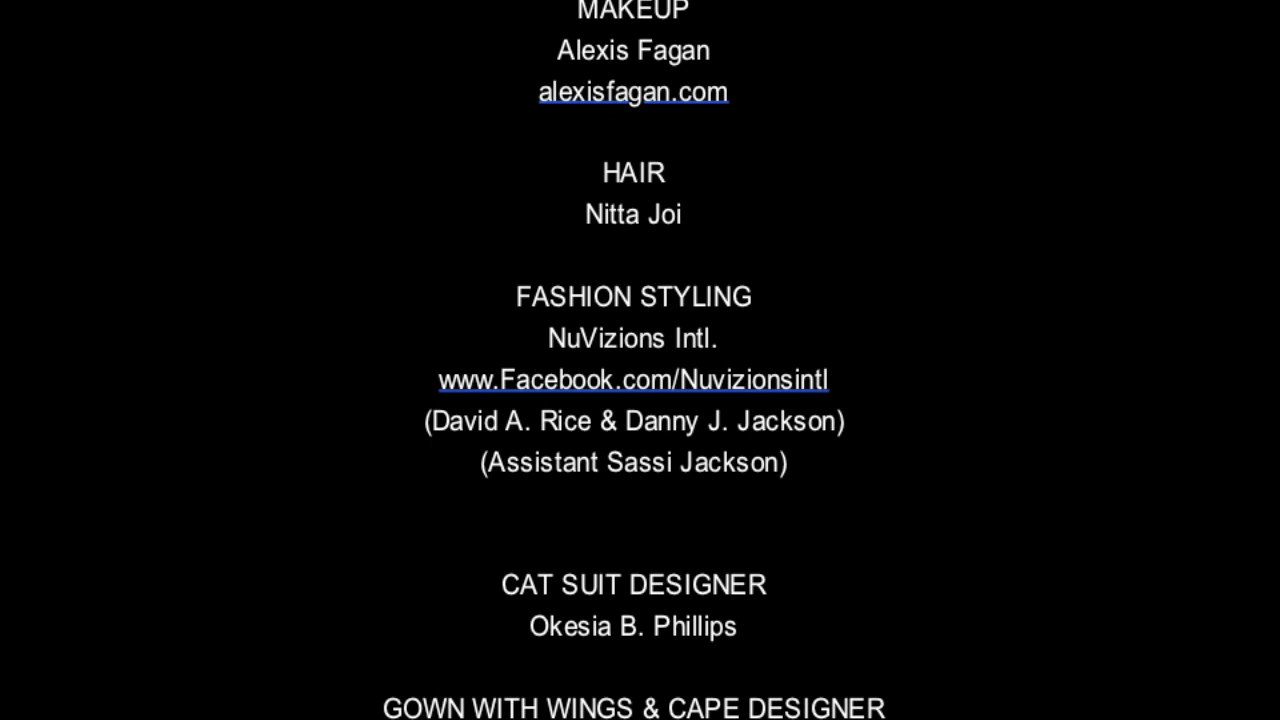 MAKEUP
Alexis Fagan
alexisfagan.com
HAIR
Nitta Joi
FASHION STYLING
NuVizions Intl.
www.Facebook.com/Nuvizionsintl
(David A. Rice & Danny J. Jackson)
(Assistant Sassi Jackson)
CAT SUIT DESIGNER
Okesia B. Phillips
GOWN WITH WINGS & CAPE DESIGNER